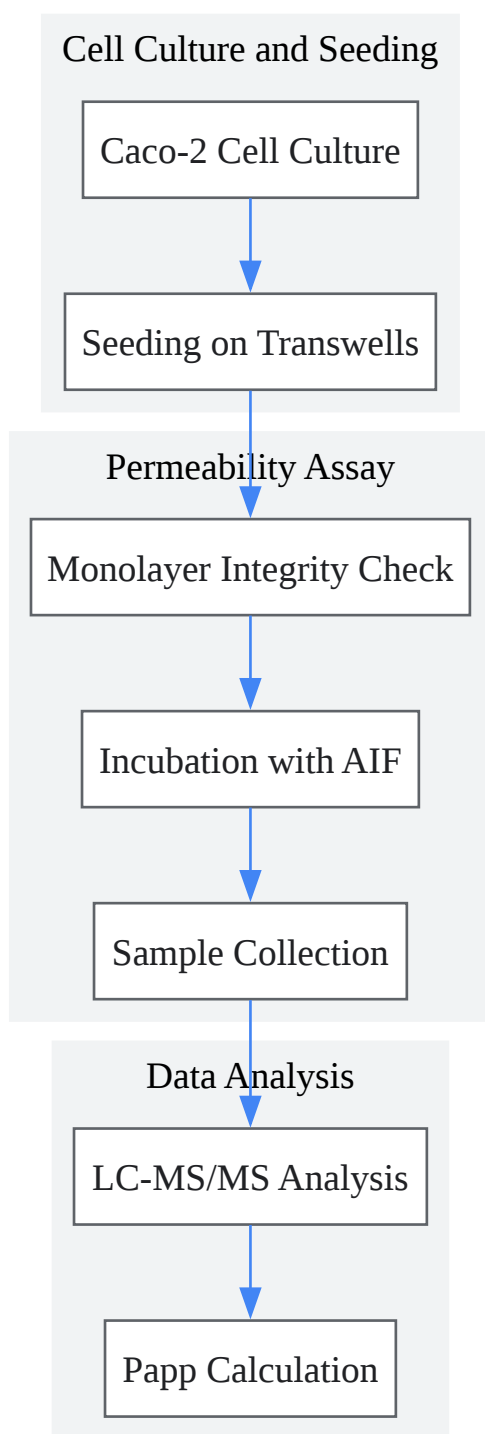 Cell Culture and Seeding
Caco-2 Cell Culture
Seeding on Transwells
Permeability Assay
Monolayer Integrity Check
Incubation with AIF
Sample Collection
Data Analysis
LC-MS/MS Analysis
Papp Calculation